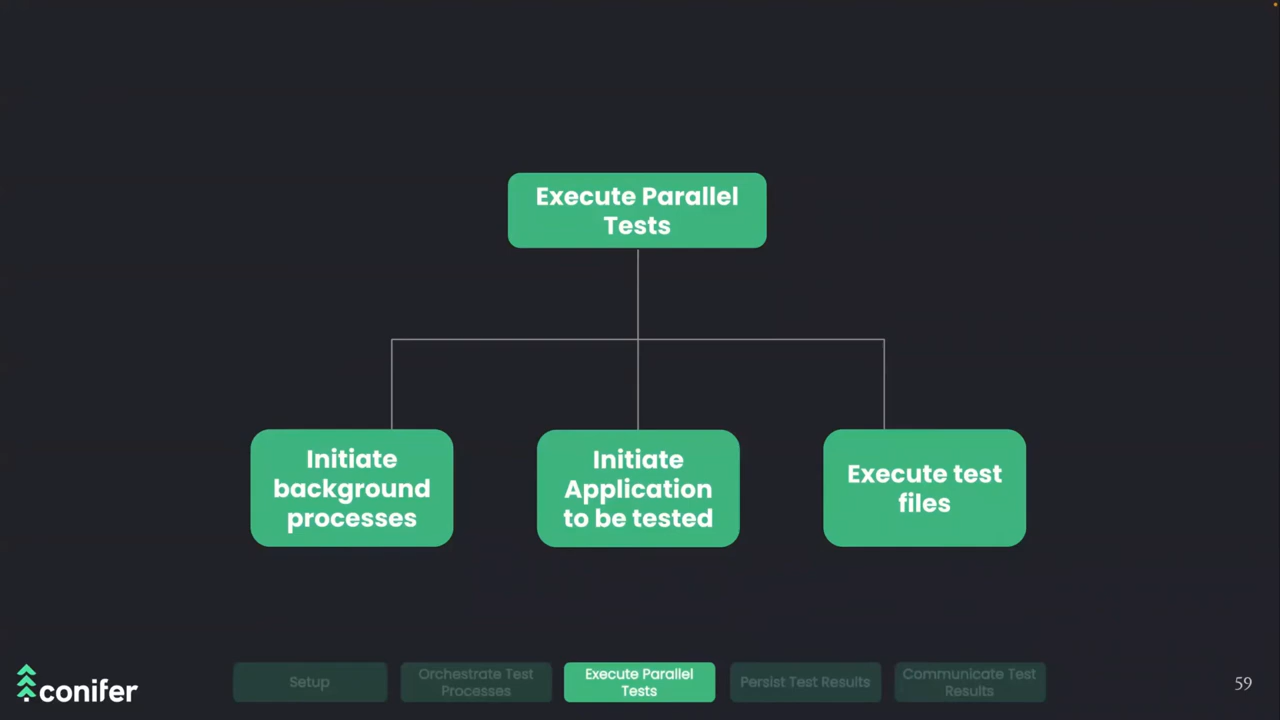 Execute Parallel
Tests
Initiate
background
processes
Initiate
Application
to be tested
Execute test
files
conifer
Setup
Orchestrate Test
Processes
Execute Parallel
Tests
Persist Test Results
Communicate Test
Results
59